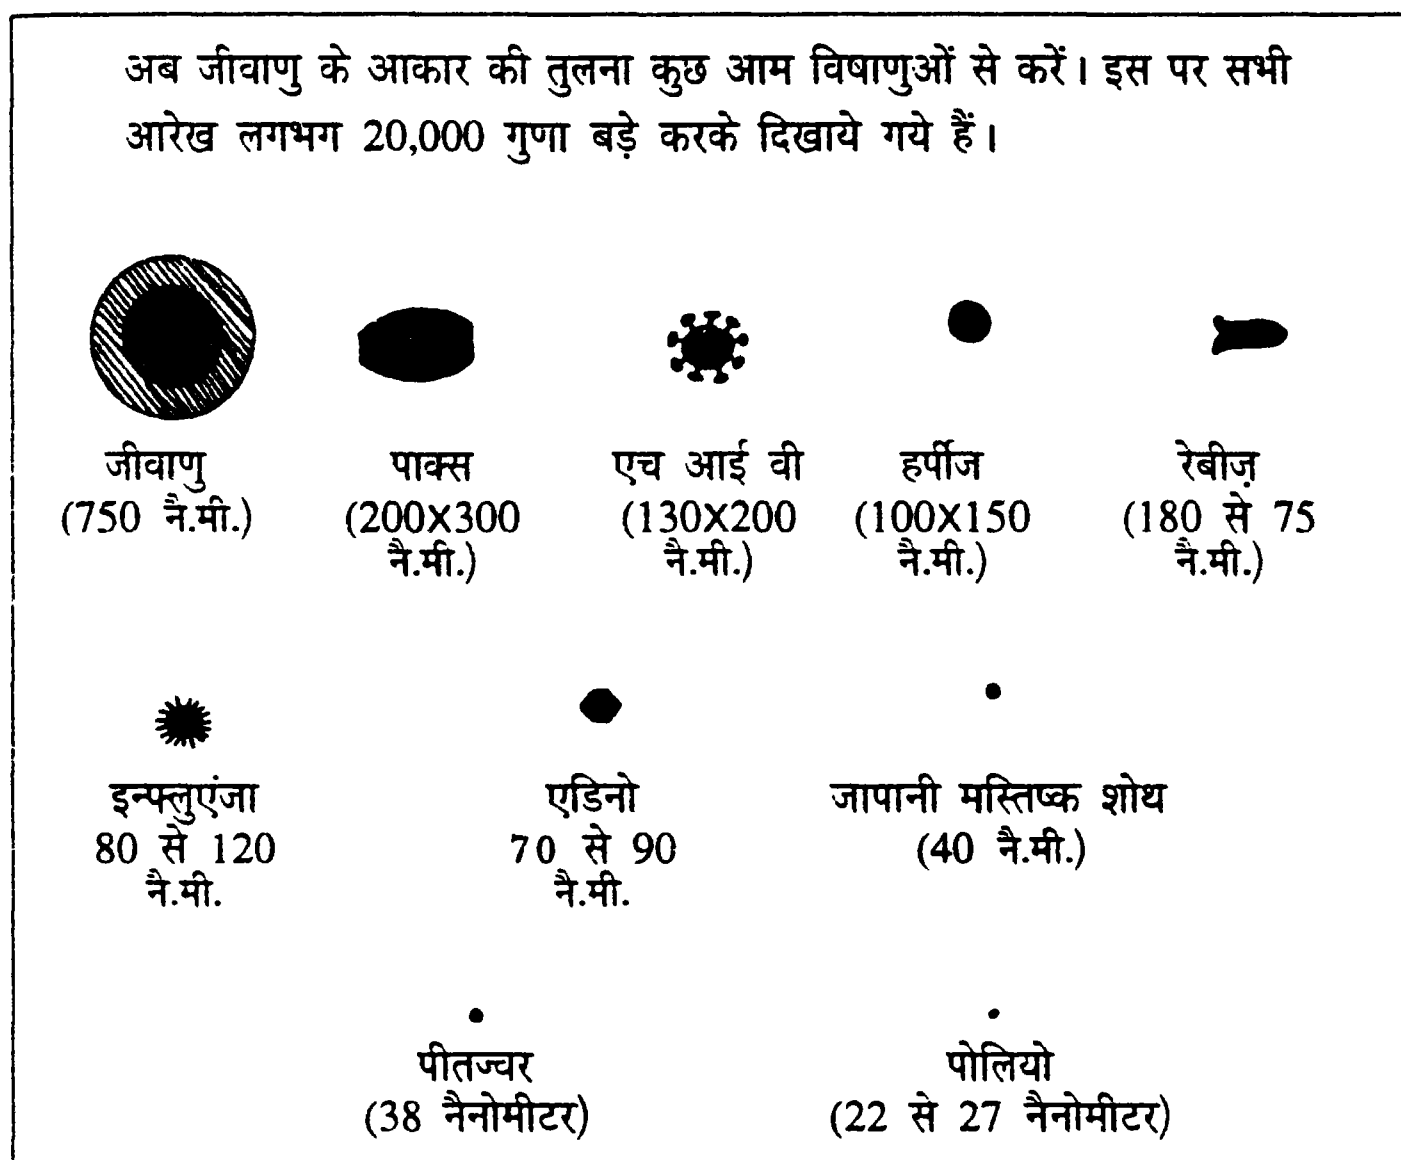 अब जीवाणु के आकार की तुलना कुछ आम विषाणुओं से करें। इस पर सभी
आरेख लगभग 20,000 गुणा बड़े करके दिखाये गये हैं।
जीवाणु
(750 नै.मी.)
पाक्स
(200X300
नै.मी.)
एच आई वी
(130X200
नै.मी.)
हर्पीज
(100X150
नै.मी.)
रेबीज़
(180 से 75
नै.मी.)
इन्फ्लुएंजा
80 से 120
नै.मी.
एडिनो
70 से 90
नै.मी.
जापानी मस्तिष्क शोथ
(40 नै.मी.)
पीतज्वर
(38 नैनोमीटर)
पोलियो
(22 से 27 नैनोमीटर)